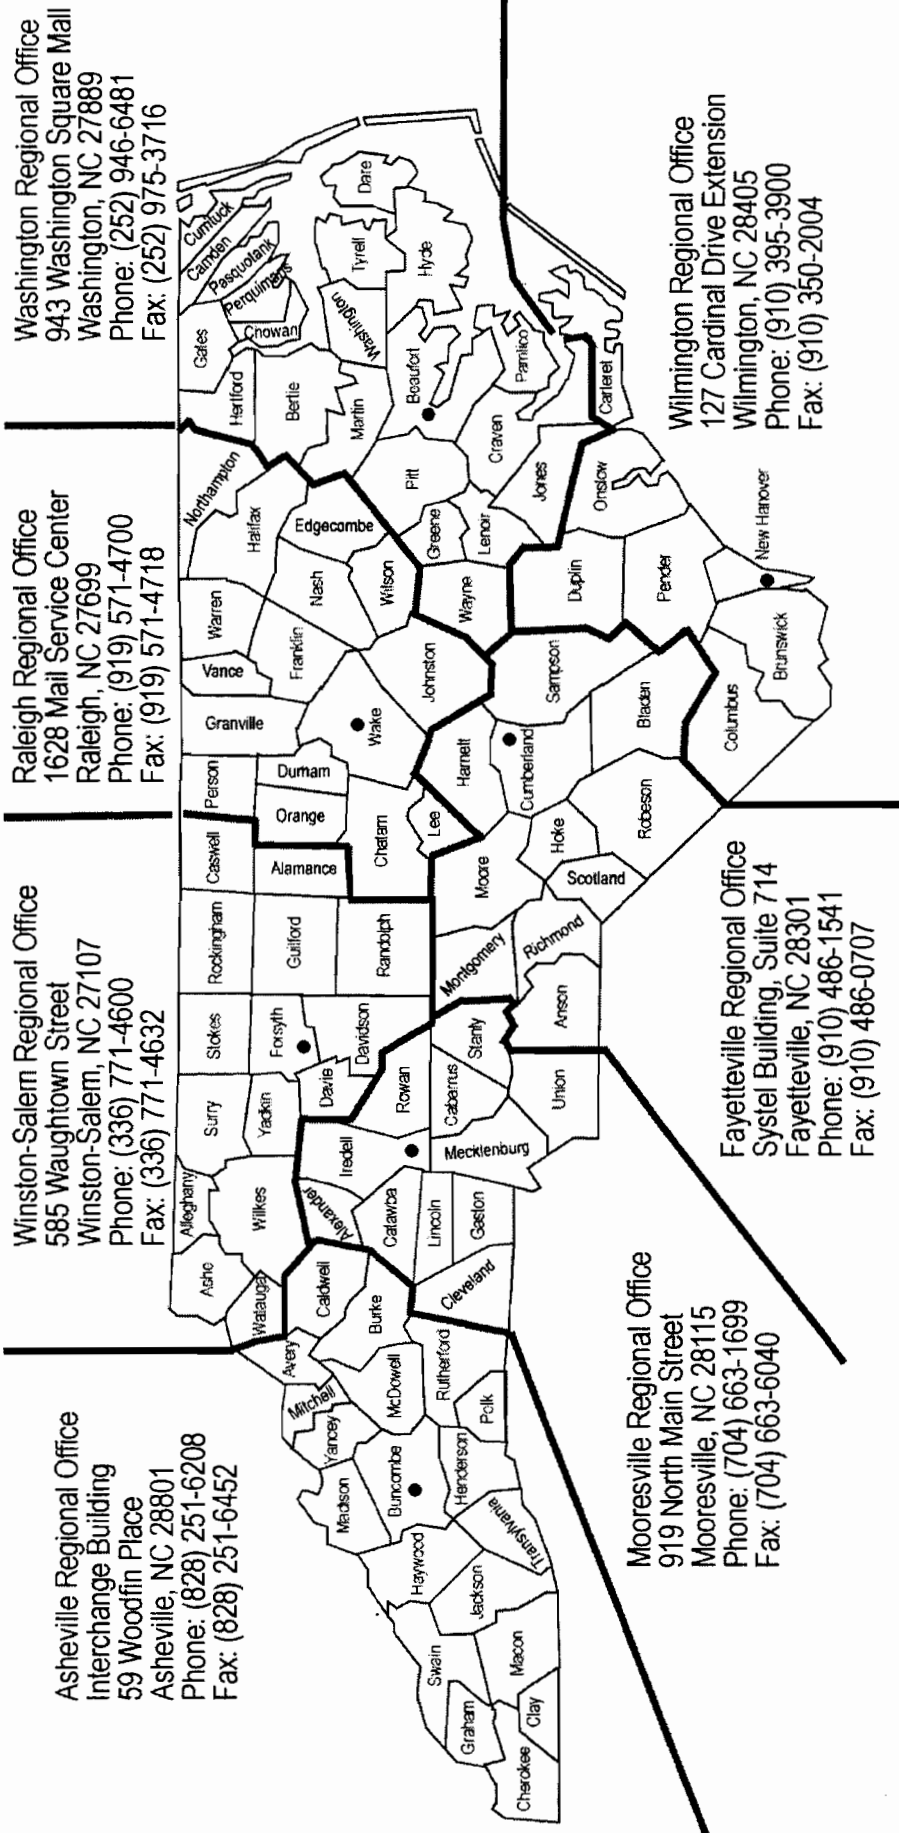 Asheville Regional Office
Interchange Building
59 Woodfin Place
Asheville, NC 28801
Phone: (828) 251-6208
Fax: (828) 251-6452
Winston-Salem Regional Office
585 Waughtown Street
Winston-Salem, NC 27107
Phone: (336) 771-4600
Fax: (336) 771-4632
Raleigh Regional Office
1628 Mail Service Center
Raleigh, NC 27699
Phone: (919) 571-4700
Fax: (919) 571-4718
Washington Regional Office
943 Washington Square Mall
Washington, NC 27889
Phone: (252) 946-6481
Fax: (252) 975-3716
Cherokee
Graham
Clay
Swain
Macon
Jackson
Haywood
Transylvania
Madison
Buncombe
Henderson
Yancey
Mitchell
McDowell
Polk
Rutherford
Avery
Burke
Caldwell
Cleveland
Watauga
Ashe
Alleghany
Wilkes
Alexander
Catawba
Lincoln
Gaston
Iredell
Mecklenburg
Surry
Yadkin
Davie
Rowan
Cabarrus
Union
Stanly
Stokes
Forsyth
Davidson
Anson
Montgomery
Richmond
Rockingham
Guilford
Randolph
Caswell
Alamance
Moore
Scotland
Hoke
Robeson
Person
Orange
Durham
Chatam
Lee
Harnett
Cumberland
Bladen
Columbus
Granville
Wake
Vance
Franklin
Johnston
Sampson
Brunswick
Warren
Nash
Wilson
Wayne
Duplin
Pender
New Hanover
Northampton
Halifax
Edgecombe
Greene
Lenoir
Jones
Onslow
Pitt
Craven
Carteret
Pamlico
Hertford
Bertie
Martin
Beaufort
Gates
Chowan
Perquimans
Pasquotank
Camden
Currituck
Washington
Tyrell
Hyde
Dare
Mooresville Regional Office
919 North Main Street
Mooresville, NC 28115
Phone: (704) 663-1699
Fax: (704) 663-6040
Fayetteville Regional Office
Systel Building, Suite 714
Fayetteville, NC 28301
Phone: (910) 486-1541
Fax: (910) 486-0707
Wilmington Regional Office
127 Cardinal Drive Extension
Wilmington, NC 28405
Phone: (910) 395-3900
Fax: (910) 350-2004